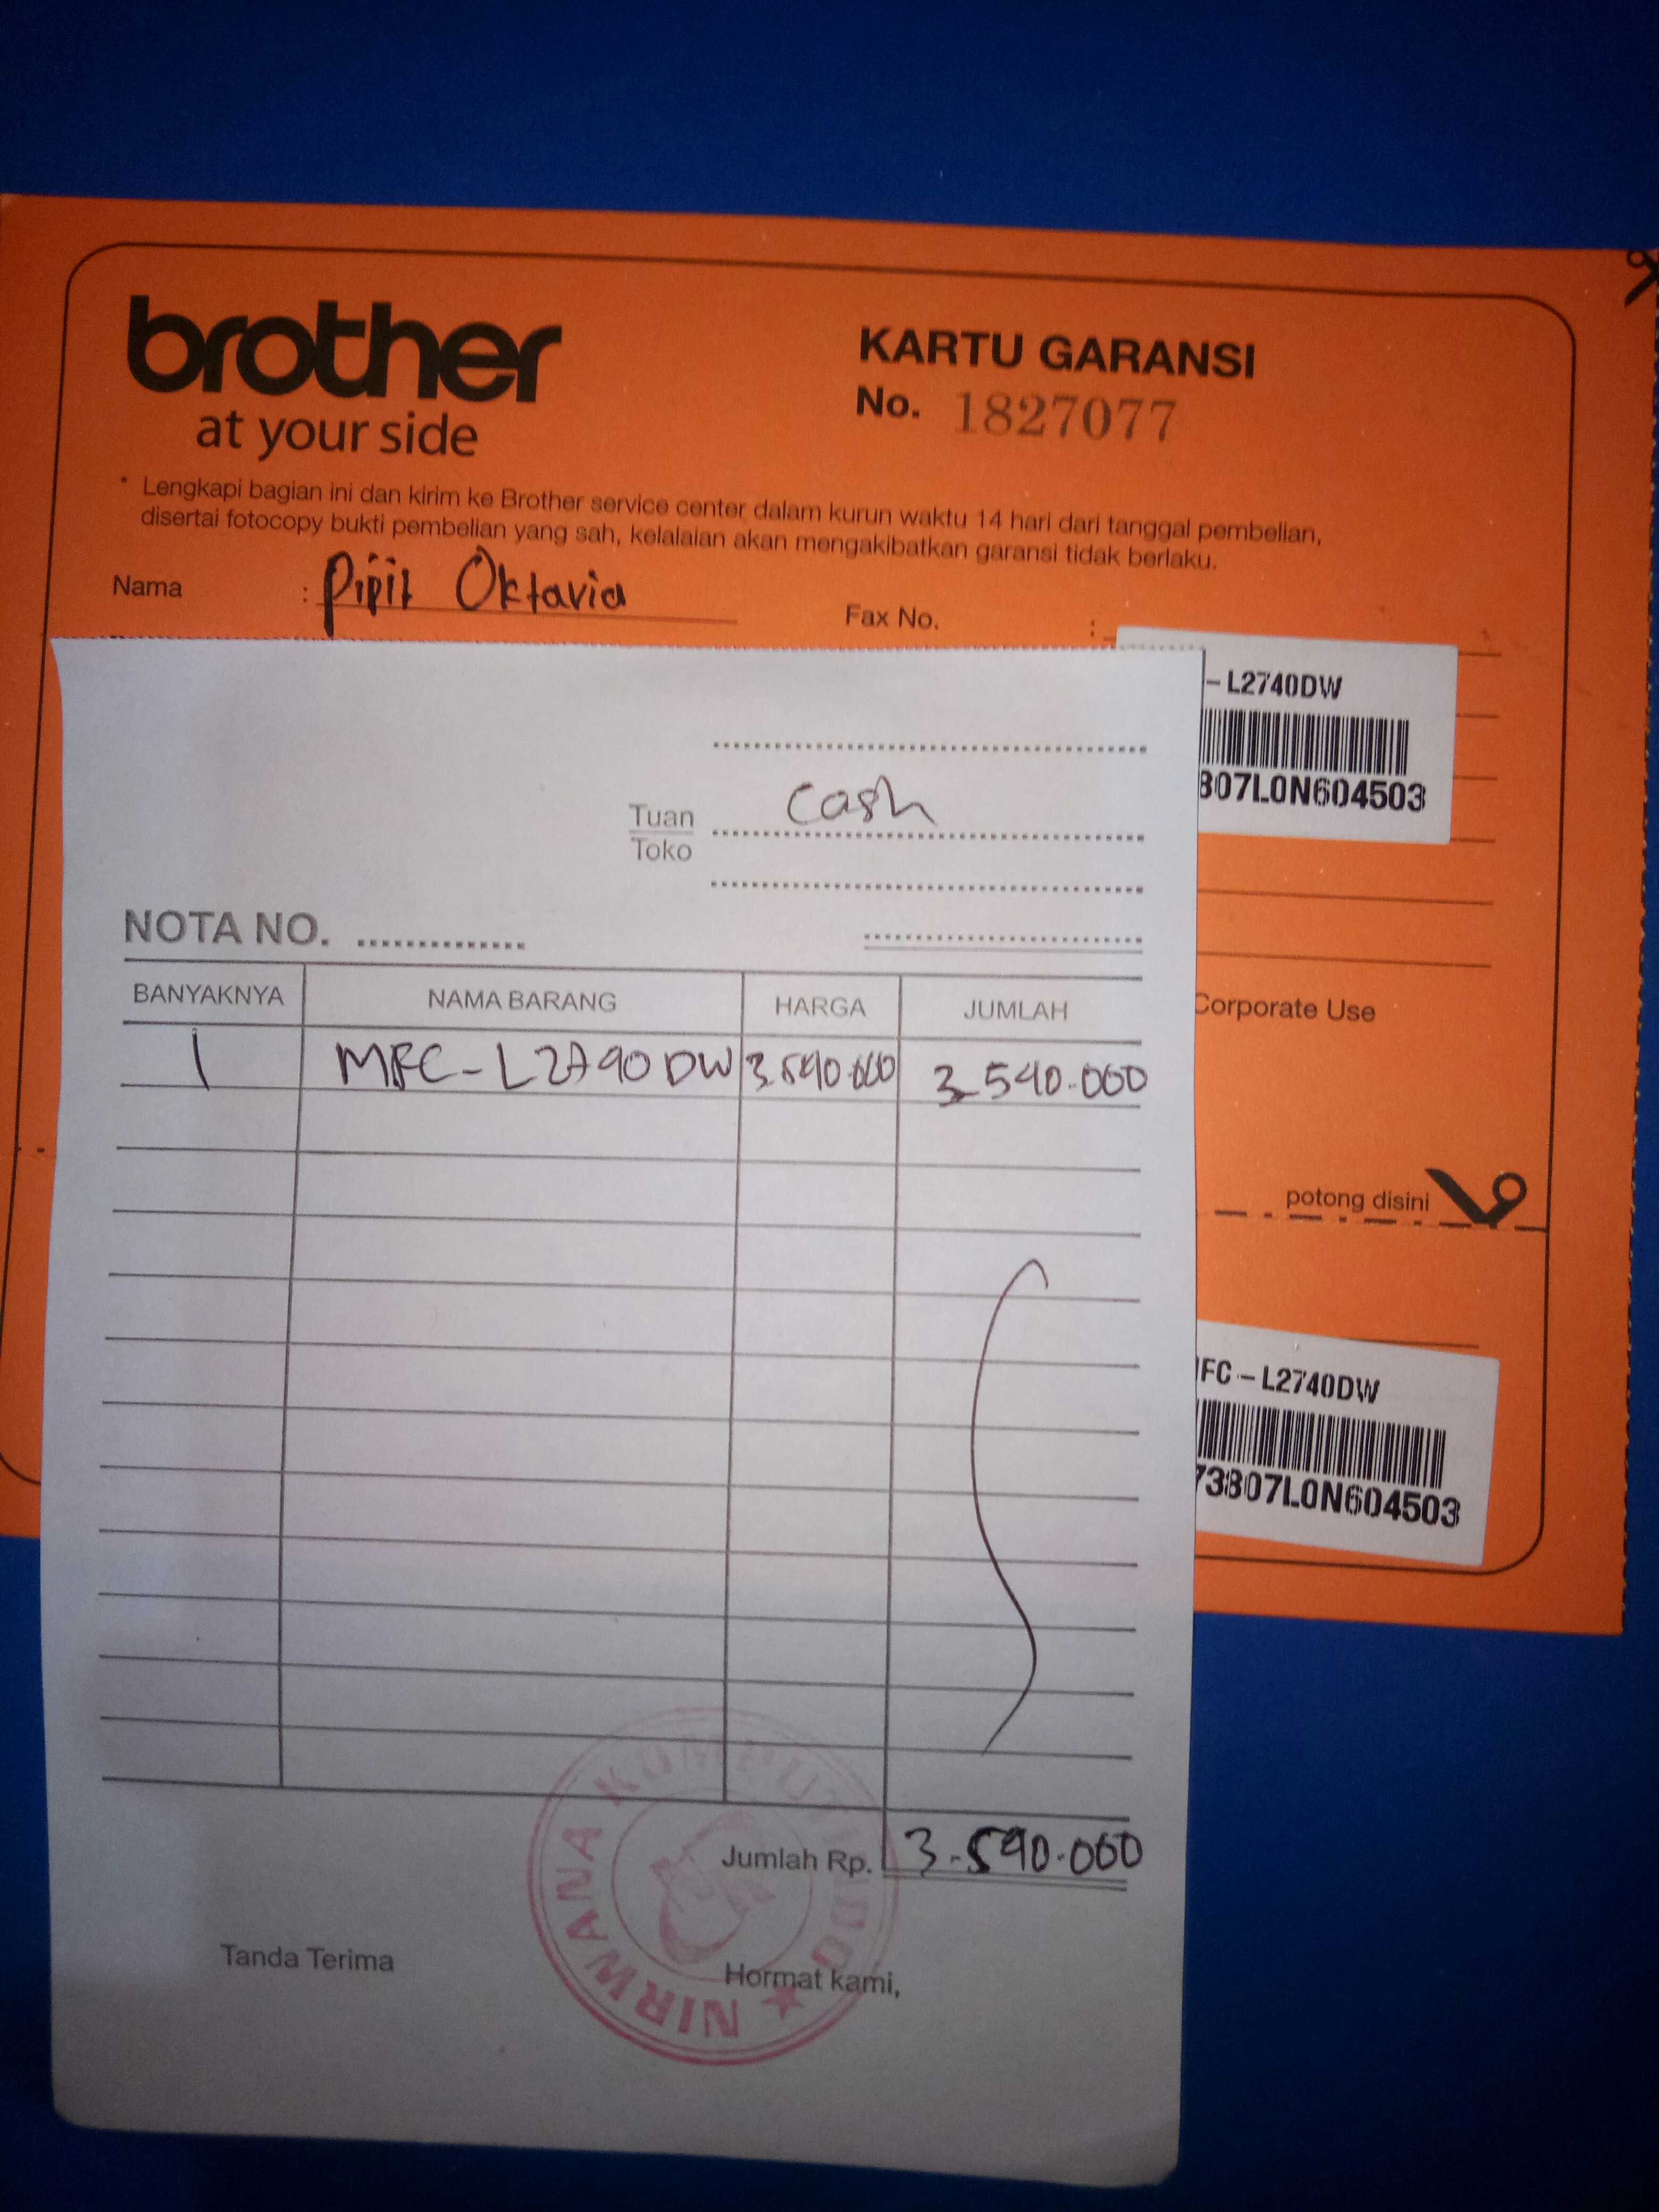 brother
at your side
KARTU GARANSI
No. 1827077
* Lengkapi bagian ini dan kirim ke Brother service center dalam kurun waktu 14 hari dari tanggal pembelian,
disertai fotocopy bukti pembelian yang sah, kelalaian akan mengakibatkan garansi tidak berlaku.
Nama : Pipit Oktavia
Fax No. :
- L2740DW
807L0N604503
Tuan
Toko
Cash
NOTA NO.
BANYAKNYA NAMA BARANG HARGA JUMLAH
1 MFC-L2740DW 3.590.000 3.590.000
Corporate Use
potong disini
FC - L2740DW
73807L0N604503
Jumlah Rp. 3.590.000
Tanda Terima
Hormat kami,
NIRWANA KOMPUTINDO